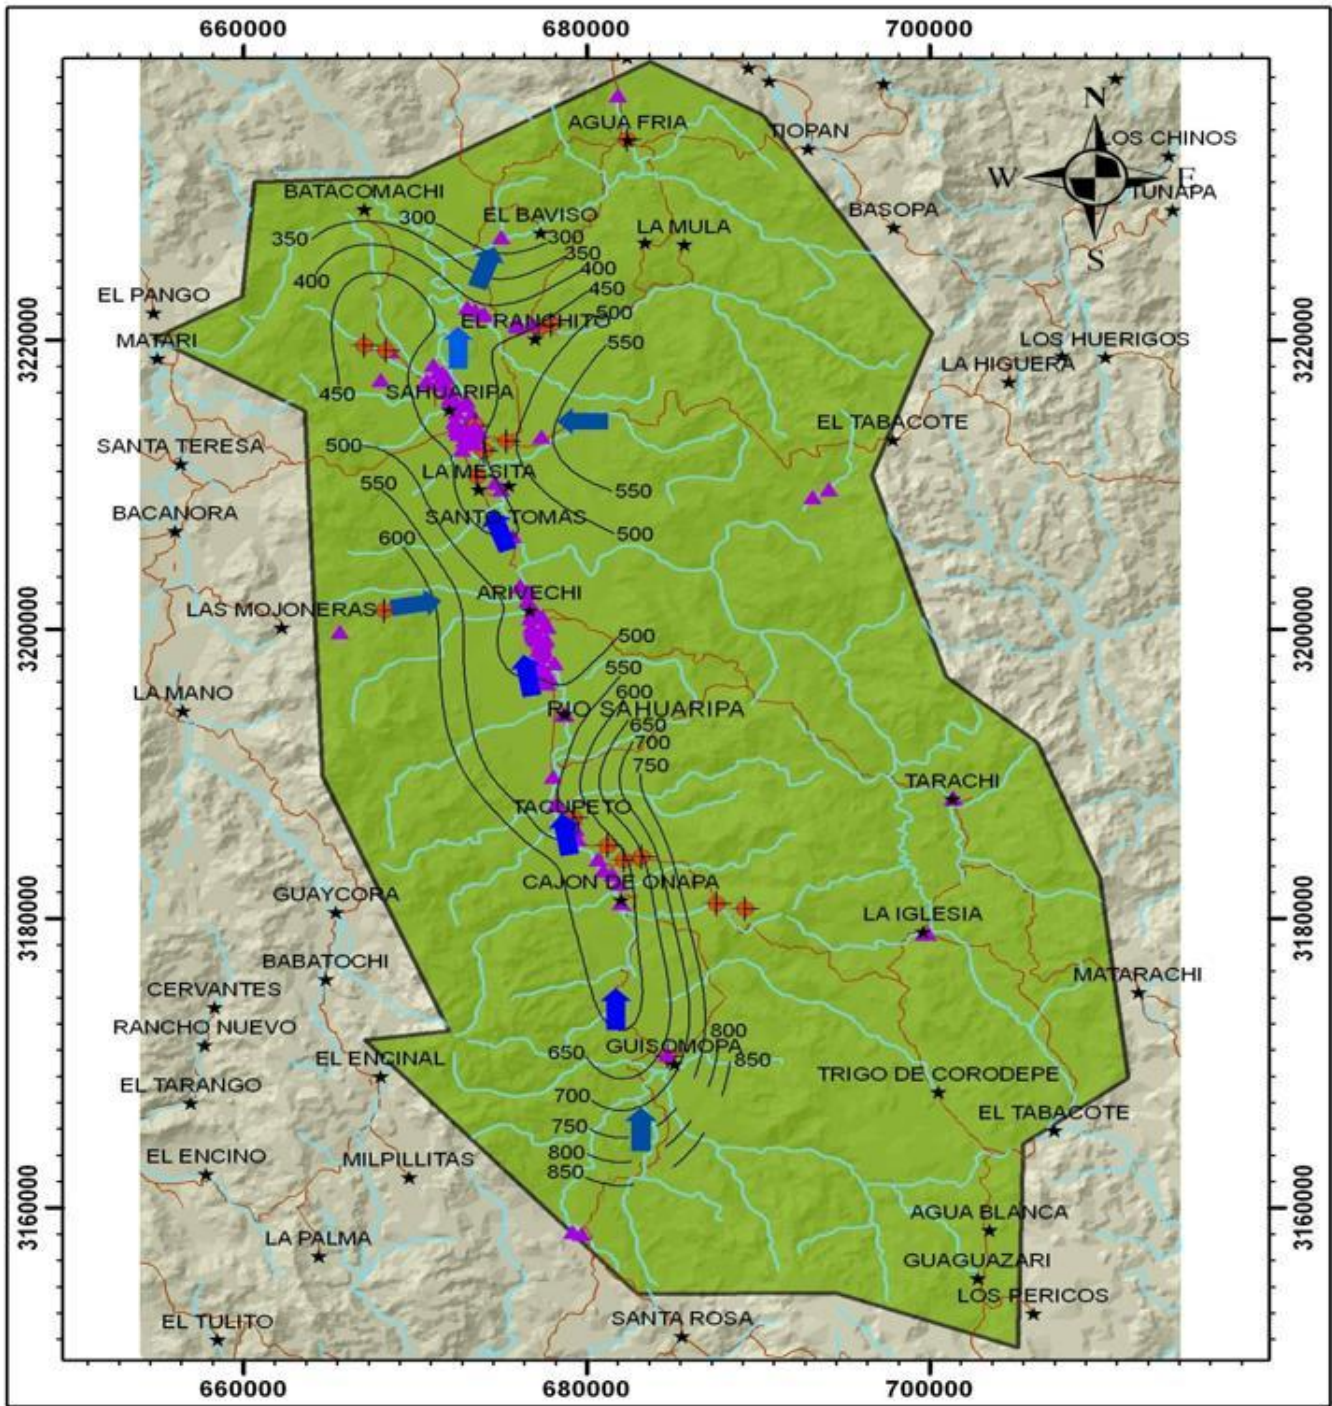 660000 680000 700000
N
AGUA FRIA
TIOPAN
LOS CHINOS
W E
BATACOMACHI
TUNAPA
300
EL BAVISO
BASOPA
350
LA MULA
300
350
S
400
400
EL PANGO
450
500
EL RANCHITO
3220000
MATARI
550
LOS HUERIGOS
3220000
LA HIGUERA
450
SAHUARIPA
EL TABACOTE
500
SANTA TERESA
LA MESITA
550
550
BACANORA
SANTO TOMAS
600
500
ARIVECHI
LAS MOJONERAS
3200000
3200000
500
550
LA MANO
600
RIO SAHUARIPA
650
700
750
TARACHI
TACUPETO
CAJON DE ONAPA
GUAYCORA
LA IGLESIA
3180000
3180000
BABATOCHI
MATARACHI
CERVANTES
RANCHO NUEVO
800
GUISOMOPA
650
850
EL ENCINAL
TRIGO DE CORODEPE
EL TARANGO
700
EL TABACOTE
750
800
EL ENCINO
MILPILLITAS
850
3160000
3160000
AGUA BLANCA
LA PALMA
GUAGUAZARI
LOS PERICOS
SANTA ROSA
EL TULITO
660000 680000 700000